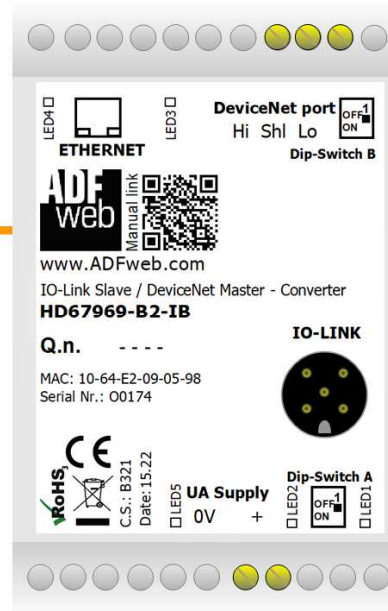 LED4
LED3
DeviceNet port
Hi Shl Lo
OFF 1
ON
ETHERNET
Dip-Switch B
ADF
web
Manual link
www.ADFweb.com
IO-Link Slave / DeviceNet Master - Converter
HD67969-B2-IB
IO-LINK
Q.n. - - - -
MAC: 10-64-E2-09-05-98
Serial Nr.: O0174
RoHS3
CE
C.S.: B321
Date: 15.22
LED5
UA Supply
0V +
Dip-Switch A
LED2
OFF 1
ON
LED1